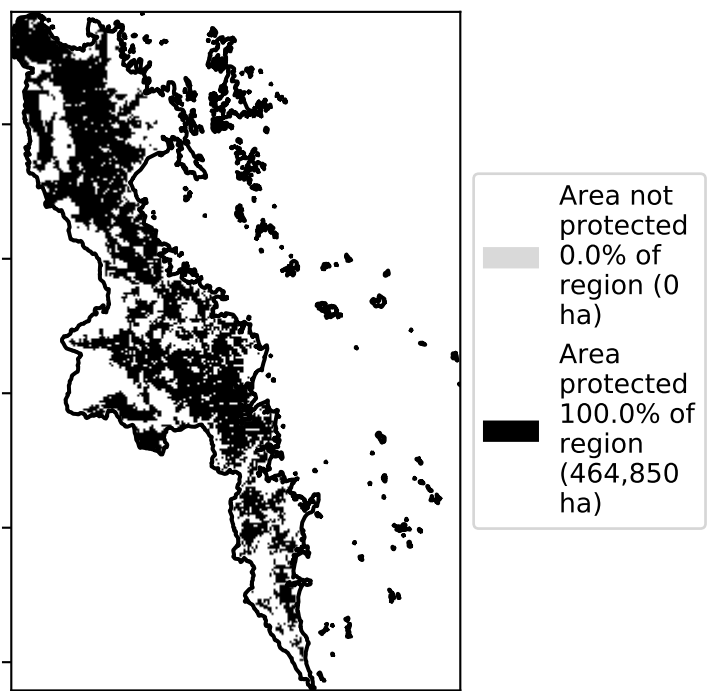 Area not
protected
0.0% of
region (0
ha)
Area
protected
100.0% of
region
(464,850
ha)